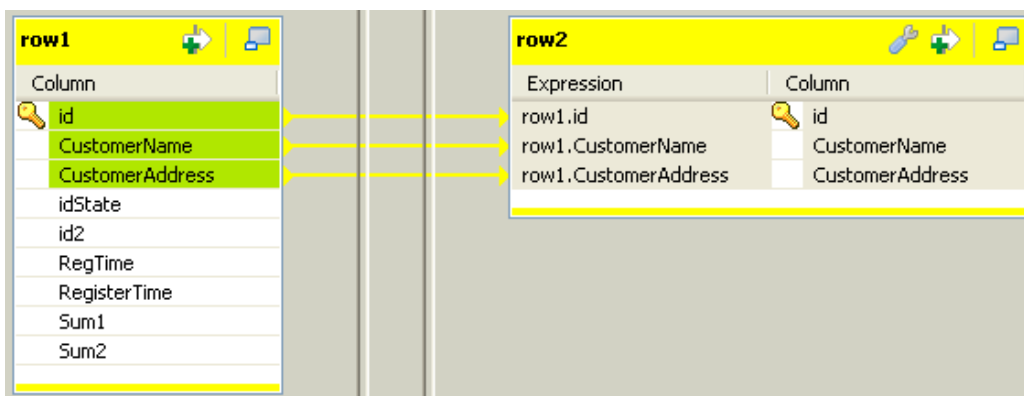 row1
Column
id
CustomerName
CustomerAddress
idState
id2
RegTime
RegisterTime
Sum1
Sum2
row2
Expression Column
row1.id id
row1.CustomerName CustomerName
row1.CustomerAddress CustomerAddress